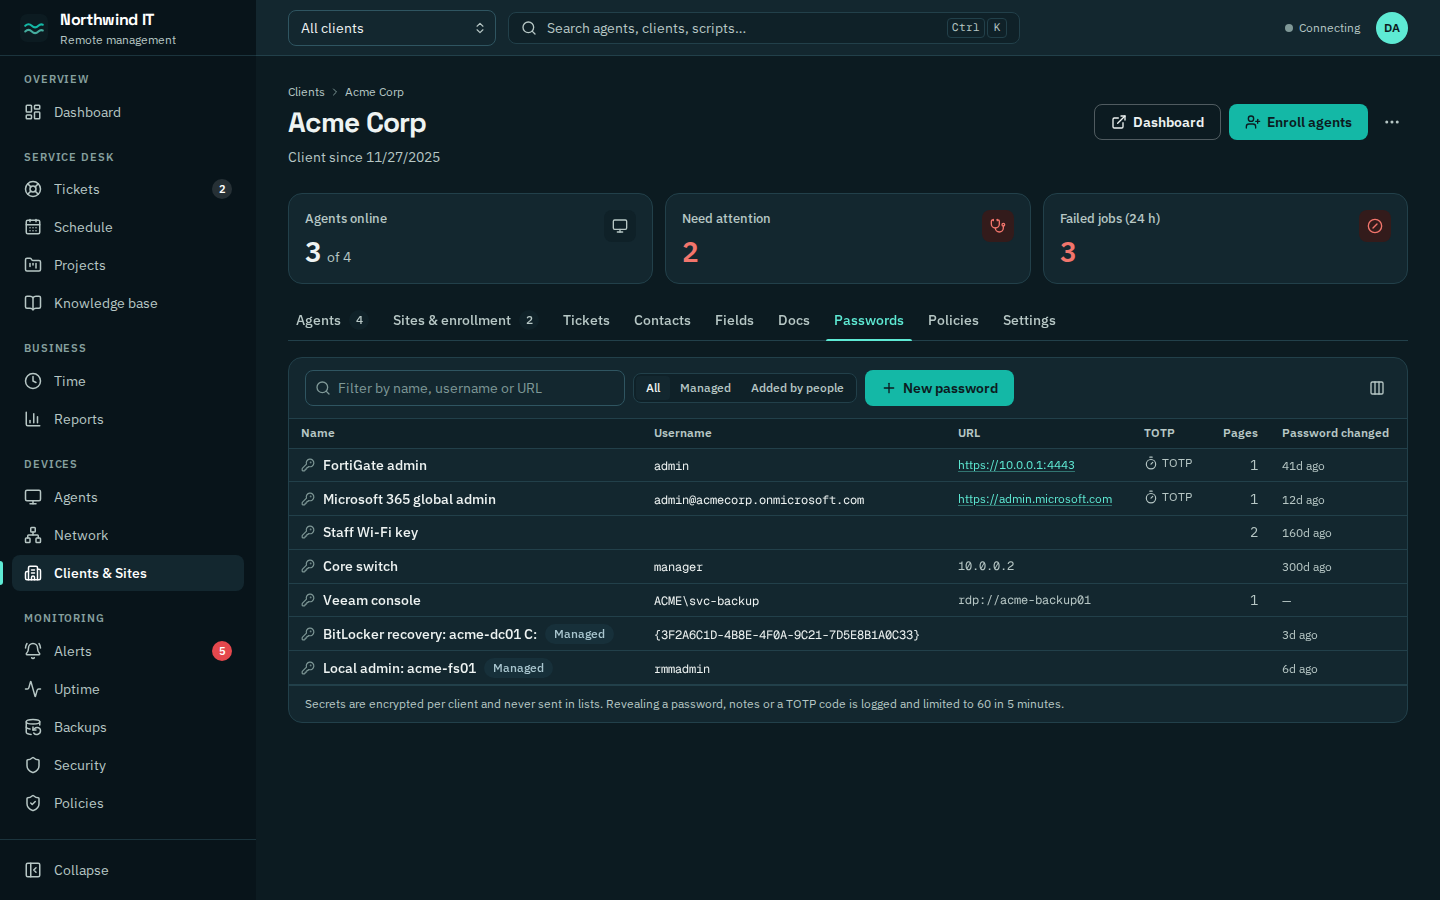 Northwind IT
Remote management
All clients
Search agents, clients, scripts...
Ctrl K
Connecting
DA
OVERVIEW
Dashboard
SERVICE DESK
Tickets 2
Schedule
Projects
Knowledge base
BUSINESS
Time
Reports
DEVICES
Agents
Network
Clients & Sites
MONITORING
Alerts 5
Uptime
Backups
Security
Policies
Collapse
Clients > Acme Corp
Acme Corp
Client since 11/27/2025
Dashboard
Enroll agents
Agents online
3 of 4
Need attention
2
Failed jobs (24 h)
3
Agents 4 Sites & enrollment 2 Tickets Contacts Fields Docs Passwords Policies Settings
Filter by name, username or URL
All Managed Added by people
New password
Name Username URL TOTP Pages Password changed
FortiGate admin admin https://10.0.0.1:4443 TOTP 1 41d ago
Microsoft 365 global admin admin@acmecorp.onmicrosoft.com https://admin.microsoft.com TOTP 1 12d ago
Staff Wi-Fi key 2 160d ago
Core switch manager 10.0.0.2 300d ago
Veeam console ACME\svc-backup rdp://acme-backup01 1 —
BitLocker recovery: acme-dc01 C: Managed {3F2A6C1D-4B8E-4F0A-9C21-7D5E8B1A0C33} 3d ago
Local admin: acme-fs01 Managed rmmadmin 6d ago
Secrets are encrypted per client and never sent in lists. Revealing a password, notes or a TOTP code is logged and limited to 60 in 5 minutes.